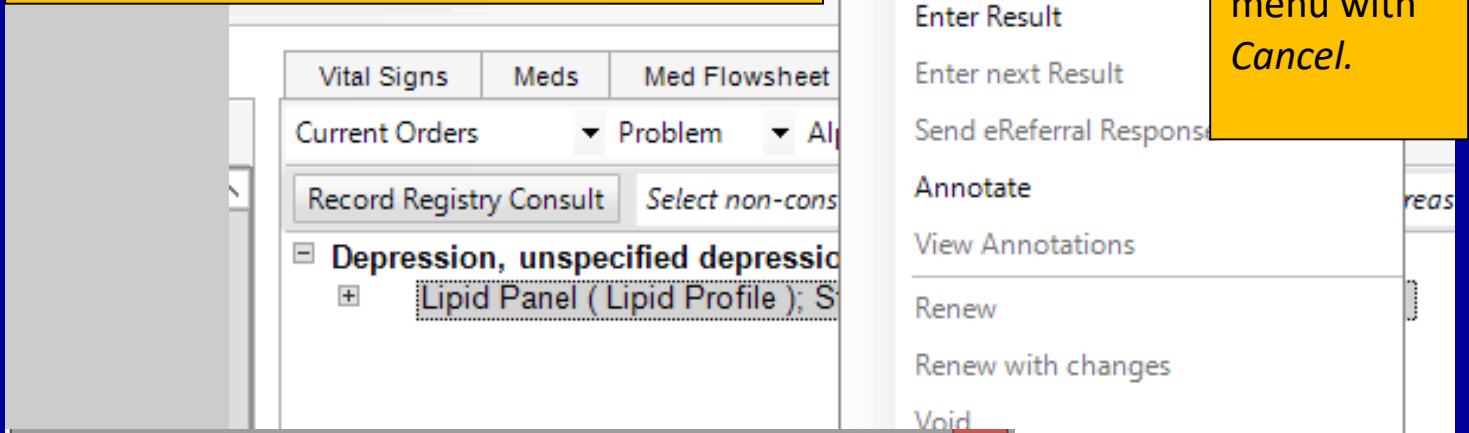 menu with
Cancel.
Vital Signs Meds Med Flowsheet
Current Orders Problem
Record Registry Consult Select non-cons
Depression, unspecified
Lipid Panel ( Lipid Profile );
Enter Result
Enter next Result
Send eReferral Response
Annotate
View Annotations
Renew
Renew with changes
Void